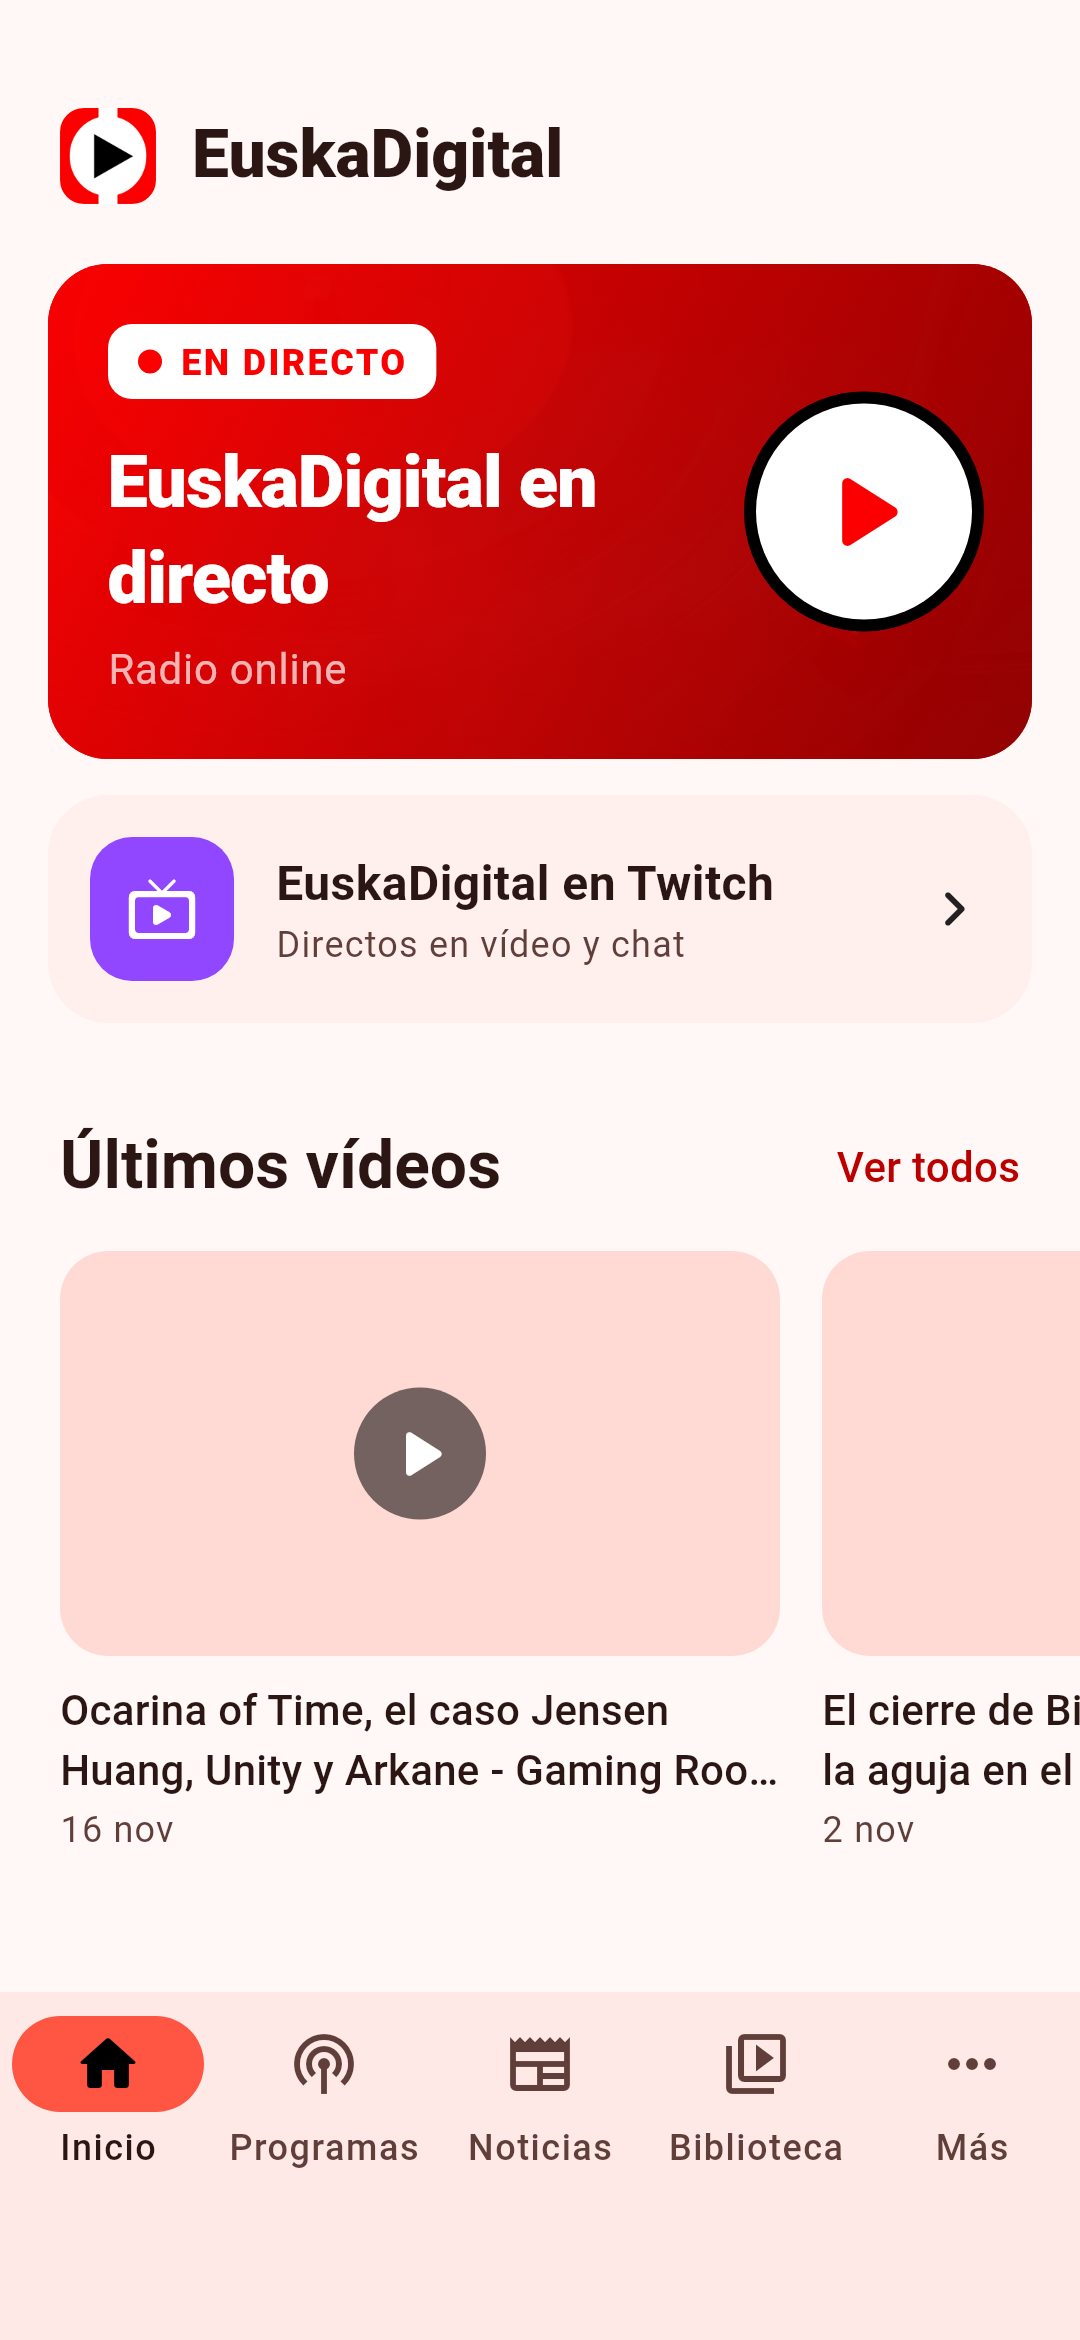 EuskaDigital
EN DIRECTO
EuskaDigital en
directo
Radio online
EuskaDigital en Twitch
Directos en vídeo y chat
Últimos vídeos
Ver todos
Ocarina of Time, el caso Jensen
Huang, Unity y Arkane - Gaming Roo...
16 nov
El cierre de Bi
la aguja en el
2 nov
Inicio
Programas
Noticias
Biblioteca
Más